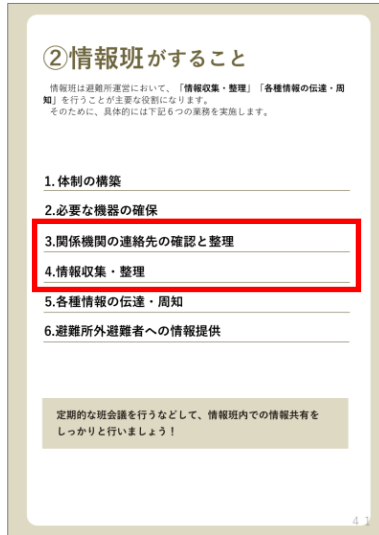 ②情報班がすること
情報班は避難所運営において、「情報収集・整理」「各種情報の伝達・周
知」を行うことが主要な役割になります。
そのために、具体的には下記６つの業務を実施します。
1. 体制の構築
2.必要な機器の確保
3.関係機関の連絡先の確認と整理
4.情報収集・整理
5.各種情報の伝達・周知
6.避難所外避難者への情報提供
定期的な班会議を行うなどして、情報班内での情報共有を
しっかりと行いましょう！
41